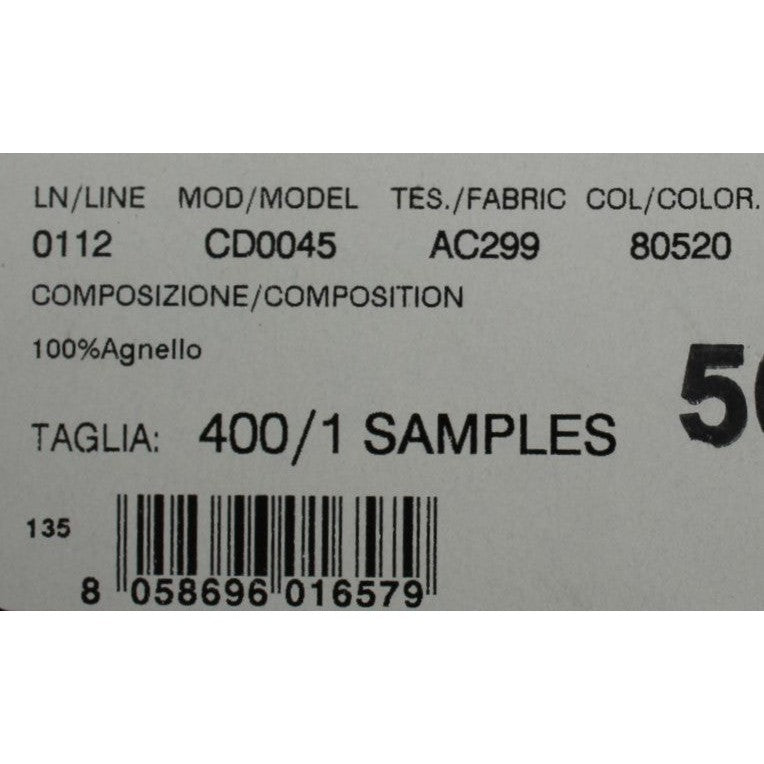 LN/LINE MOD/MODEL TES./FABRIC COL/COLOR.
0112 CD0045 AC299 80520
COMPOSIZIONE/COMPOSITION
100%Agnello
TAGLIA: 400/1 SAMPLES
135
8 058696 016579